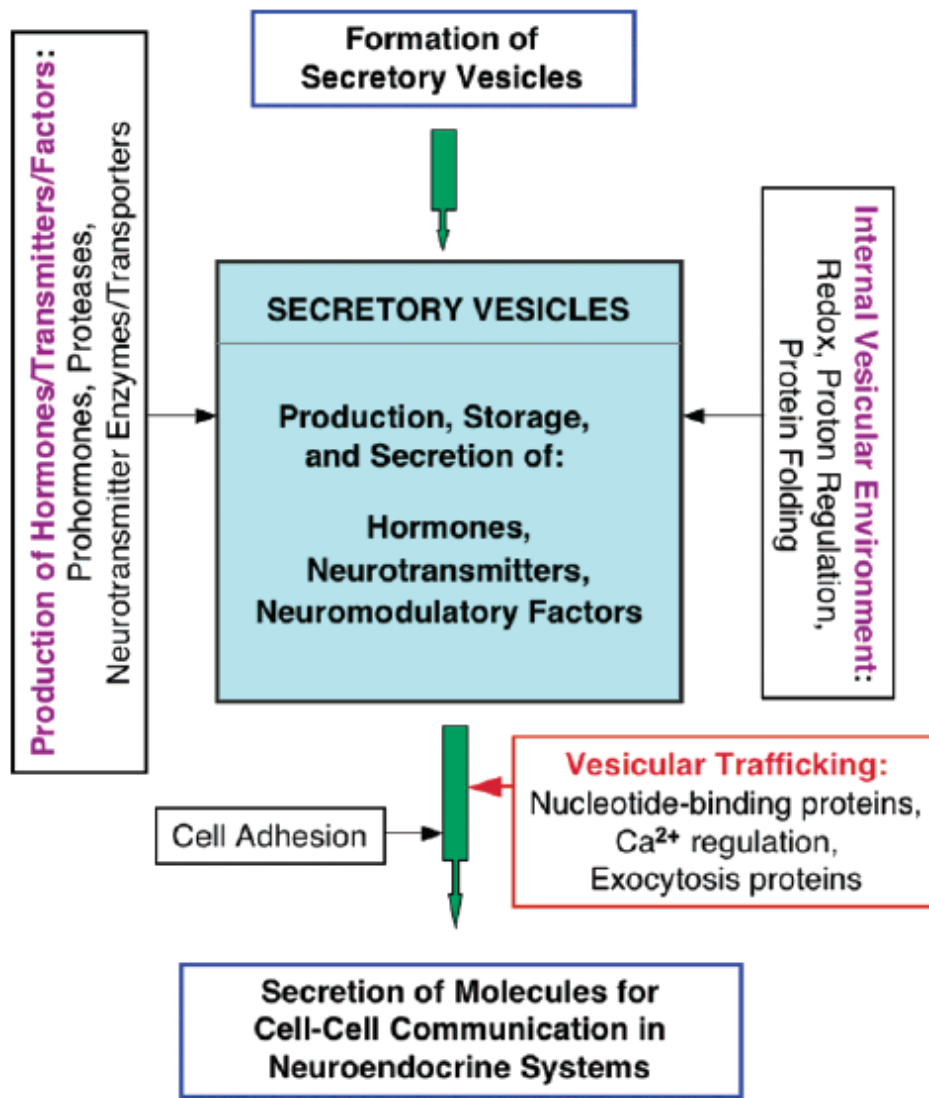 Formation of
Secretory Vesicles
Production of Hormones/Transmitters/Factors:
Prohormones, Proteases,
Neurotransmitter Enzymes/Transporters
SECRETORY VESICLES
Production, Storage,
and Secretion of:
Hormones,
Neurotransmitters,
Neuromodulatory Factors
Internal Vesicular Environment:
Redox, Proton Regulation,
Protein Folding
Vesicular Trafficking:
Nucleotide-binding proteins,
Ca²⁺ regulation,
Exocytosis proteins
Cell Adhesion
Secretion of Molecules for
Cell-Cell Communication in
Neuroendocrine Systems